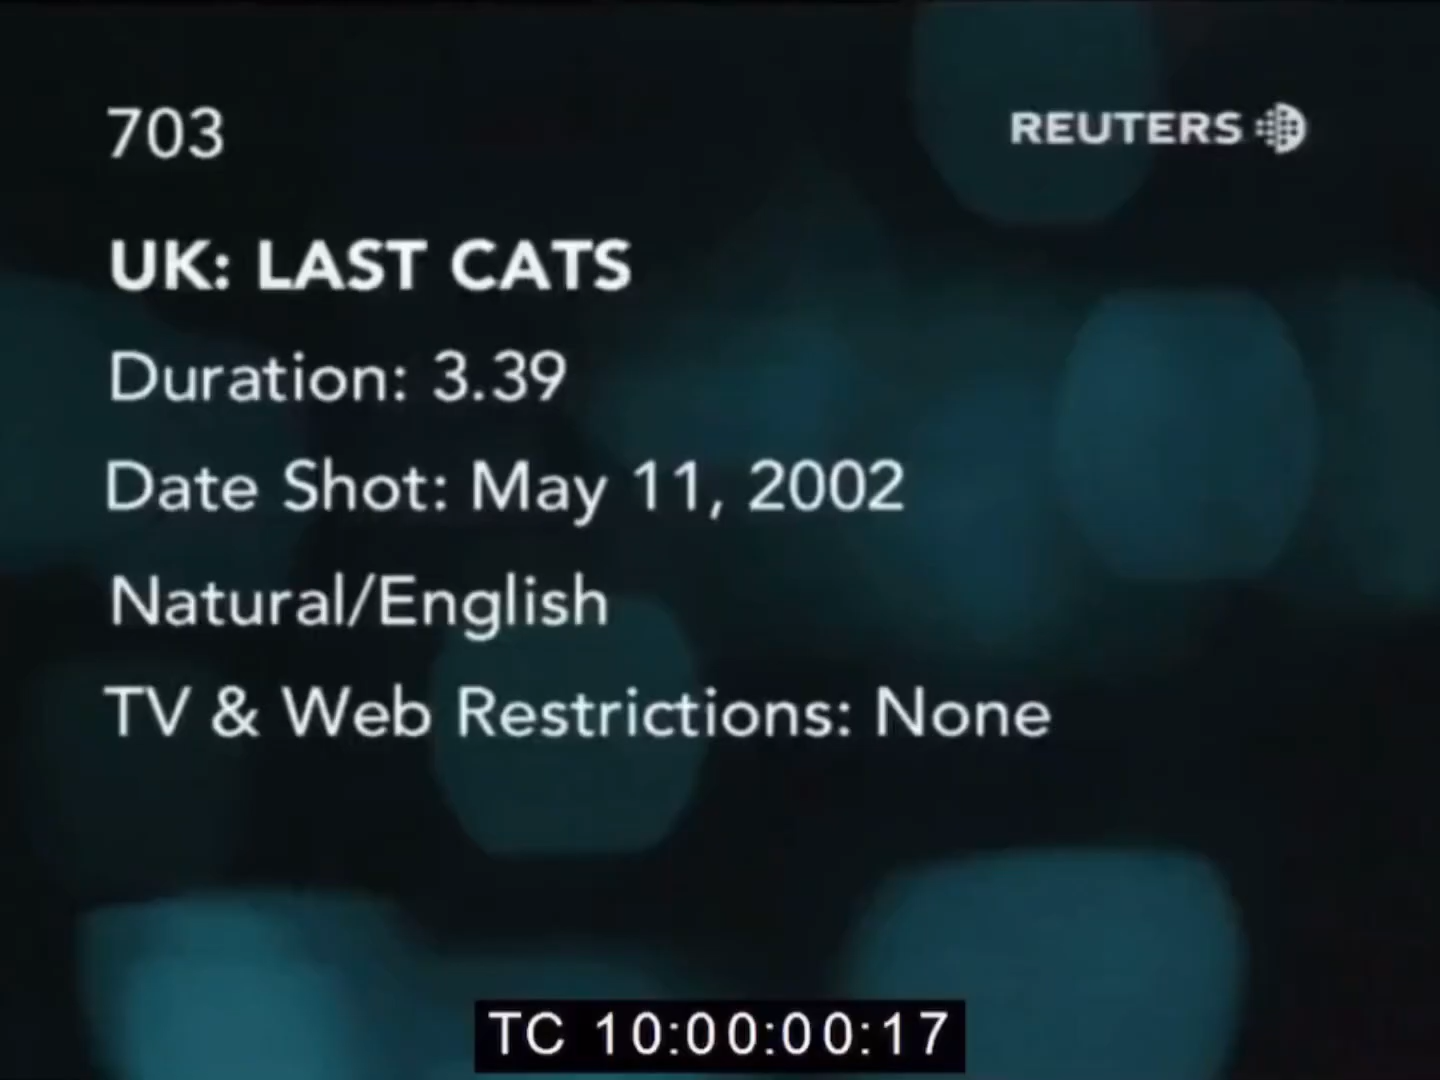 703
REUTERS
UK: LAST CATS
Duration: 3.39
Date Shot: May 11, 2002
Natural/English
TV & Web Restrictions: None
TC 10:00:00:17